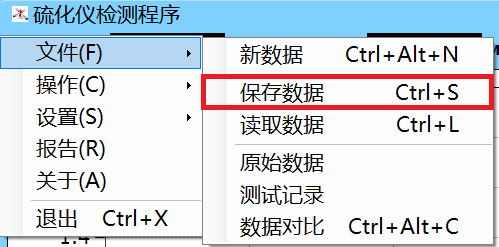 硫化仪检测程序
文件(F)
操作(C)
设置(S)
报告(R)
关于(A)
退出 Ctrl+X
新数据 Ctrl+Alt+N
保存数据 Ctrl+S
读取数据 Ctrl+L
原始数据
测试记录
数据对比 Ctrl+Alt+C